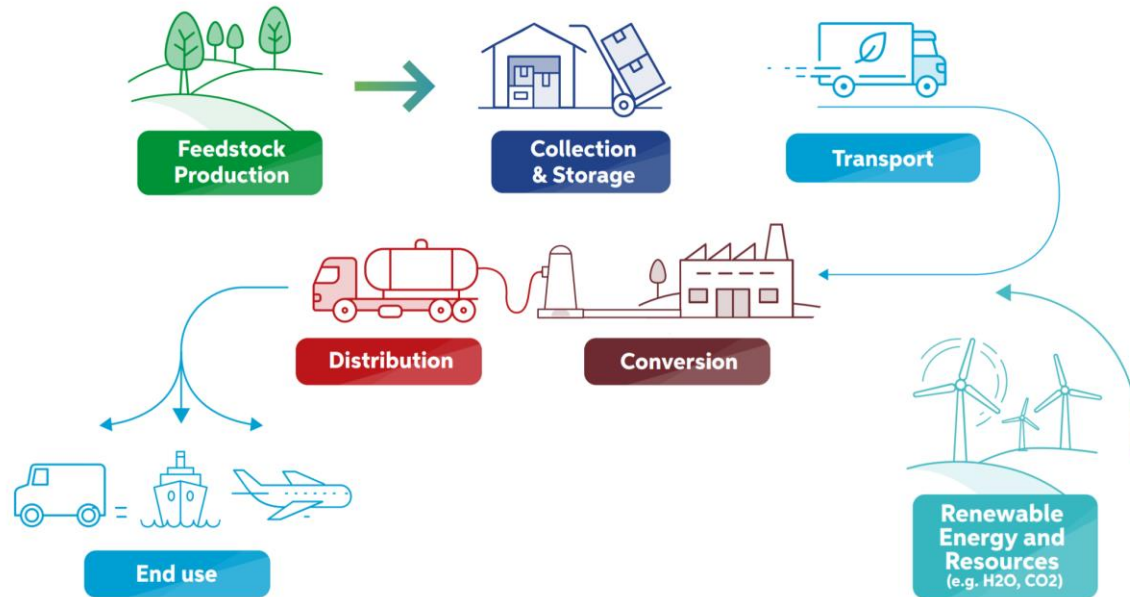 Feedstock
Production
Collection
& Storage
Transport
Distribution
Conversion
End use
Renewable
Energy and
Resources
(e.g. H2O, CO2)